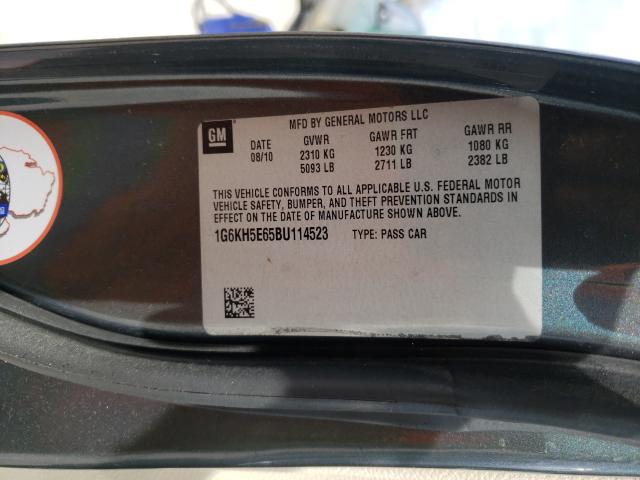 GM
MFD BY GENERAL MOTORS LLC
DATE GVWR GAWR FRT GAWR RR
08/10 2310 KG 1230 KG 1080 KG
5093 LB 2711 LB 2382 LB
THIS VEHICLE CONFORMS TO ALL APPLICABLE U.S. FEDERAL MOTOR
VEHICLE SAFETY, BUMPER, AND THEFT PREVENTION STANDARDS IN
EFFECT ON THE DATE OF MANUFACTURE SHOWN ABOVE.
1G6KH5E65BU114523 TYPE: PASS CAR